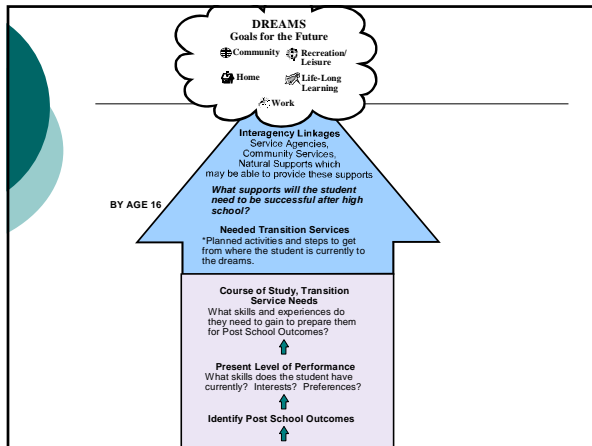 DREAMS
Goals for the Future
Community
Recreation/
Leisure
Home
Life-Long
Learning
Work
Interagency Linkages
Service Agencies,
Community Services,
Natural Supports which
may be able to provide these supports
What supports will the student
need to be successful after high
school?
BY AGE 16
Needed Transition Services
*Planned activities and steps to get
from where the student is currently to
the dreams.
Course of Study, Transition
Service Needs
What skills and experiences do
they need to gain to prepare them
for Post School Outcomes?
Present Level of Performance
What skills does the student have
currently? Interests? Preferences?
Identify Post School Outcomes